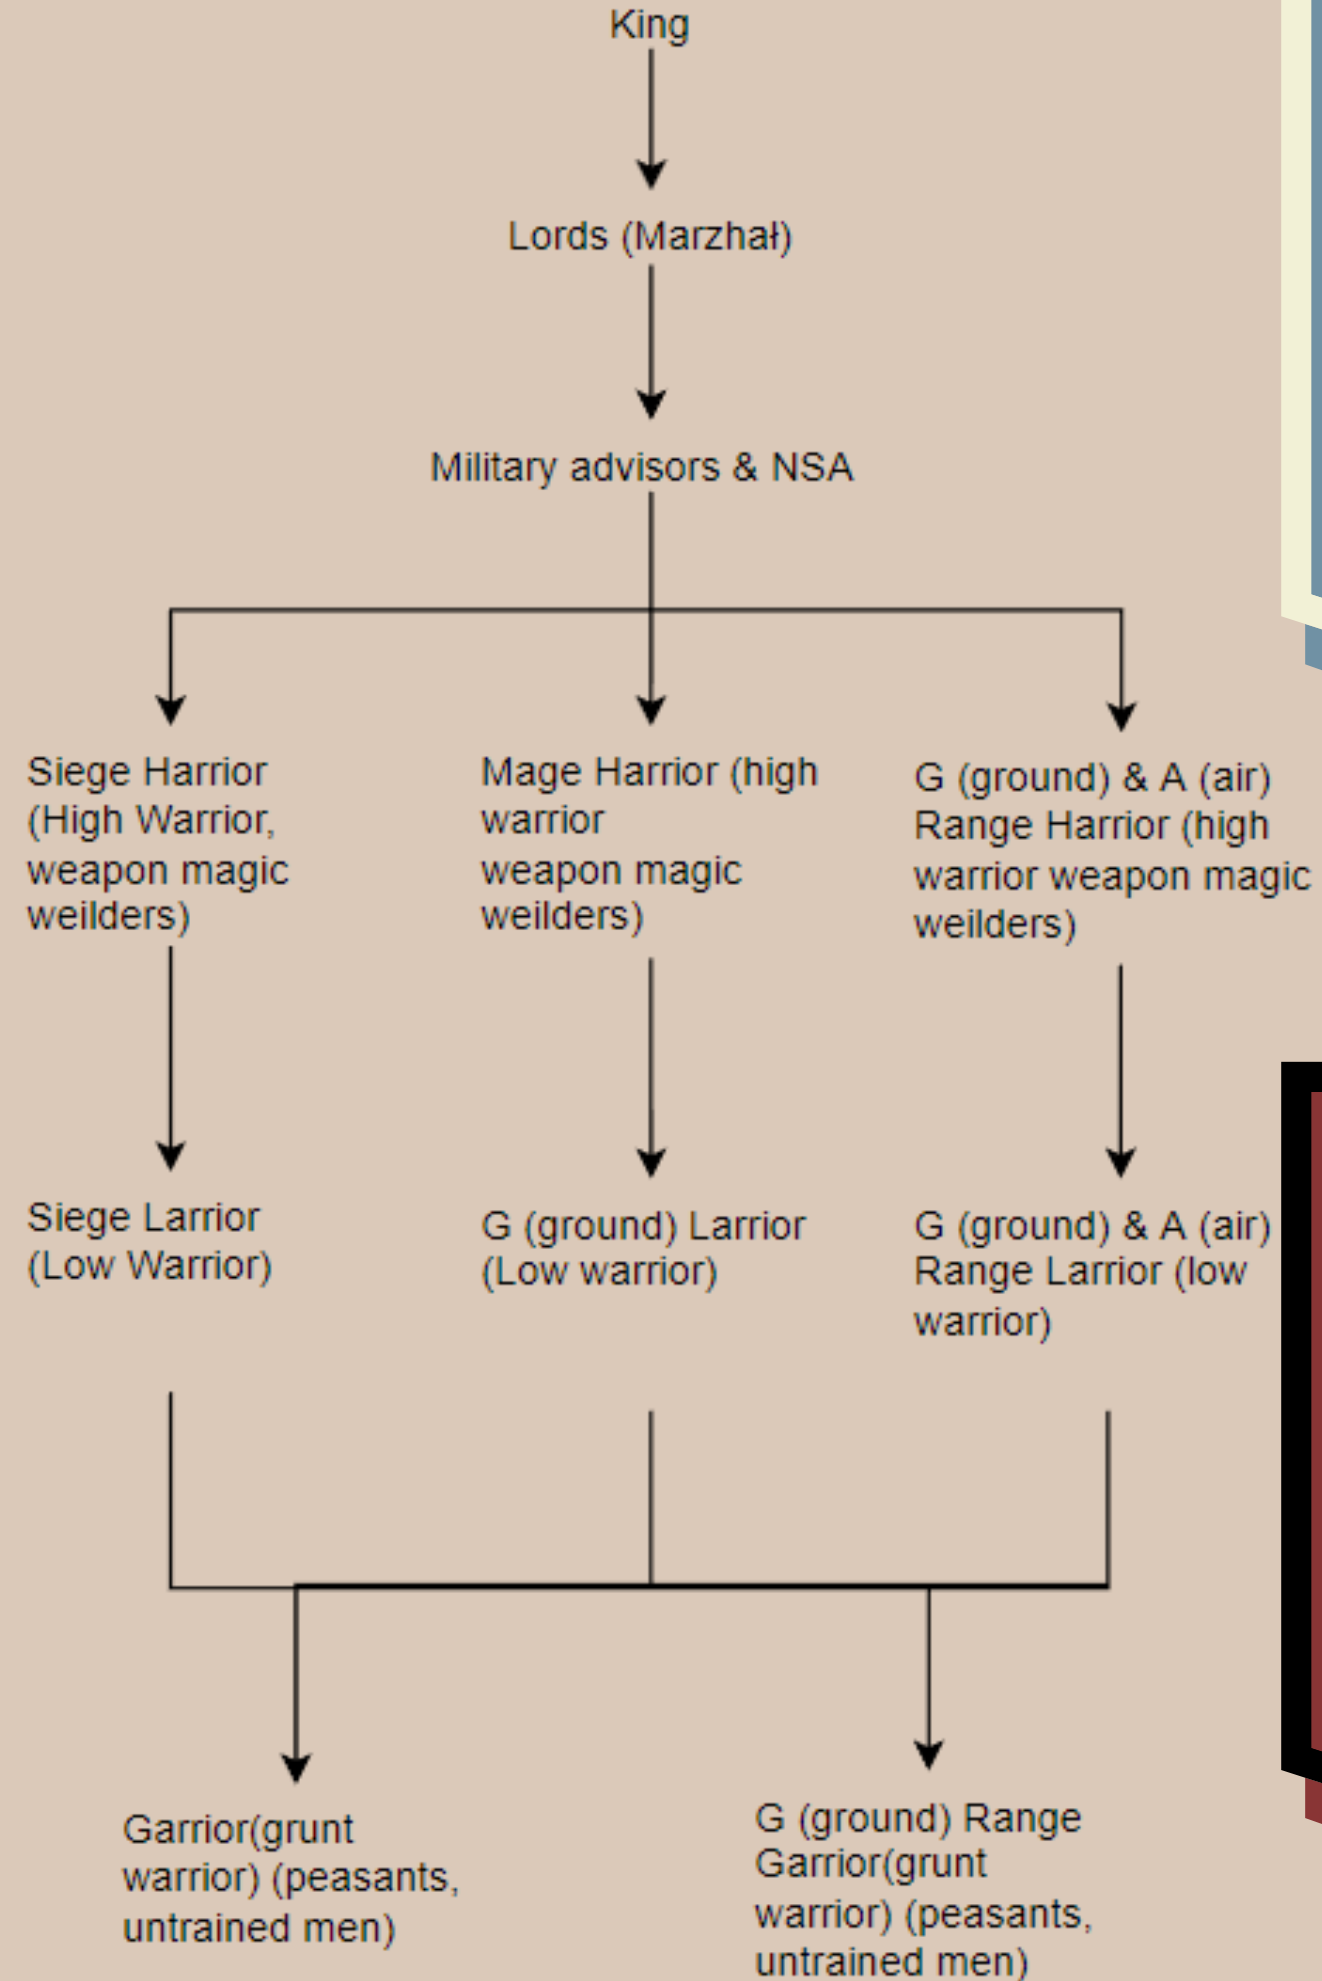 King
Lords (Marzhał)
Military advisors & NSA
Siege Harrior
(High Warrior,
weapon magic
weilders)
Mage Harrior (high
warrior
weapon magic
weilders)
G (ground) & A (air)
Range Harrior (high
warrior weapon magic
weilders)
Siege Larrior
(Low Warrior)
G (ground) Larrior
(Low warrior)
G (ground) & A (air)
Range Larrior (low
warrior)
Garrior(grunt
warrior) (peasants,
untrained men)
G (ground) Range
Garrior(grunt
warrior) (peasants,
untrained men)